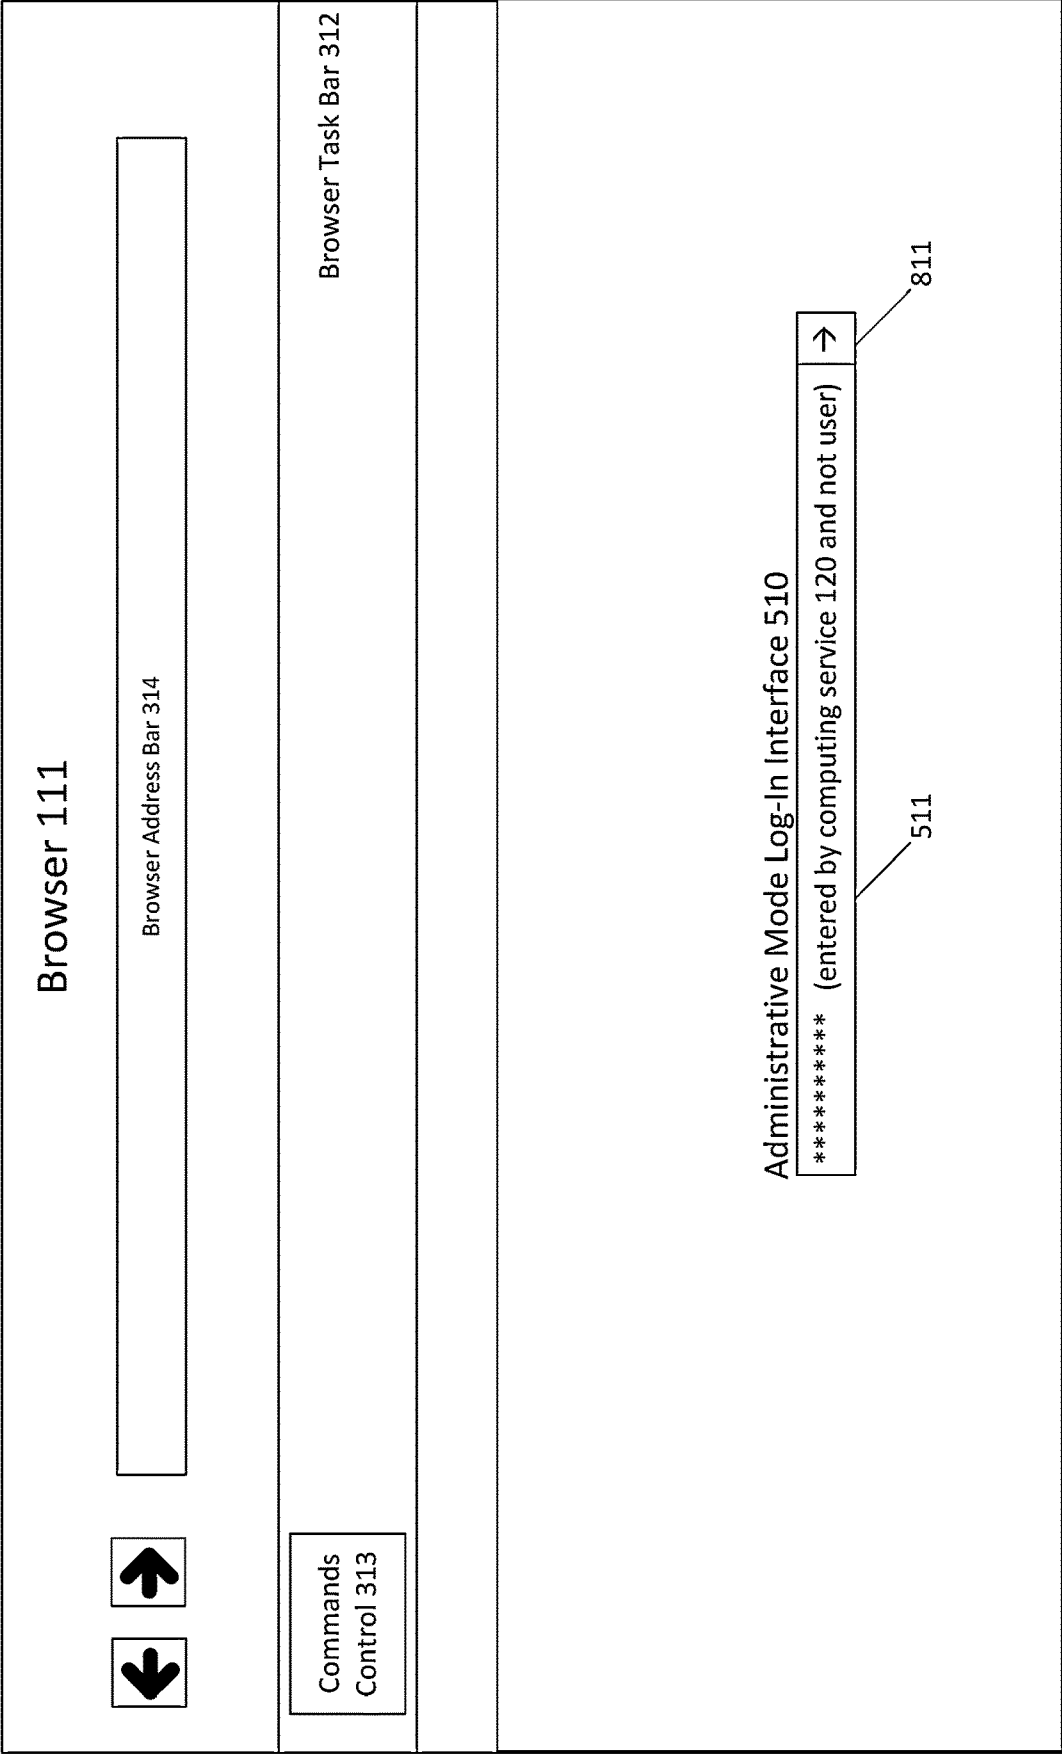 Browser 111
Browser Address Bar 314
Commands
Control 313
Browser Task Bar 312
Administrative Mode Log-In Interface 510
********** (entered by computing service 120 and not user)
511
811